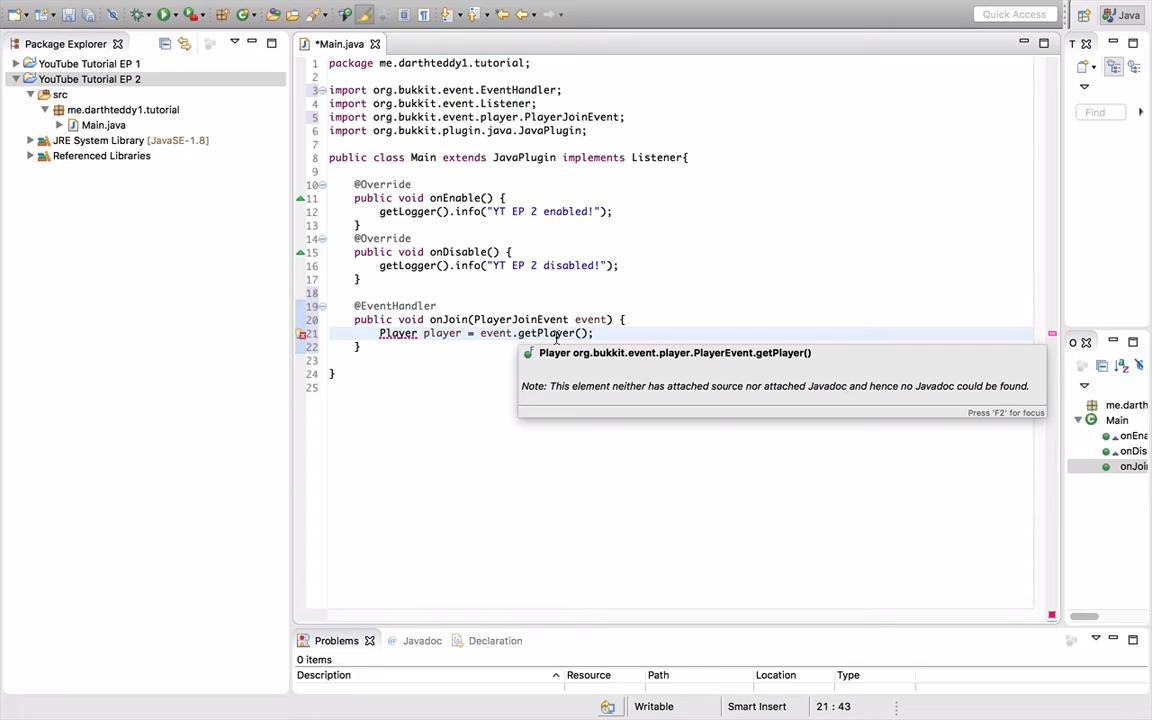 Quick Access
Java
Package Explorer
*Main.java
T
YouTube Tutorial EP 1
YouTube Tutorial EP 2
src
me.darthteddy1.tutorial
Main.java
JRE System Library [JavaSE-1.8]
Referenced Libraries
1 package me.darthteddy1.tutorial;
2
3 import org.bukkit.event.EventHandler;
4 import org.bukkit.event.Listener;
5 import org.bukkit.event.player.PlayerJoinEvent;
6 import org.bukkit.plugin.java.JavaPlugin;
7
8 public class Main extends JavaPlugin implements Listener{
9
10 @Override
11 public void onEnable() {
12 getLogger().info("YT EP 2 enabled!");
13 }
14 @Override
15 public void onDisable() {
16 getLogger().info("YT EP 2 disabled!");
17 }
18
19 @EventHandler
20 public void onJoin(PlayerJoinEvent event) {
21 Player player = event.getPlayer();
22 }
23
24 }
25
Player org.bukkit.event.player.PlayerEvent.getPlayer()
Note: This element neither has attached source nor attached Javadoc and hence no Javadoc could be found.
Press 'F2' for focus
Find
O
me.darth
Main
onEna
onDis
onJoi
Problems
@ Javadoc
Declaration
0 items
Description Resource Path Location Type
Writable Smart Insert 21 : 43